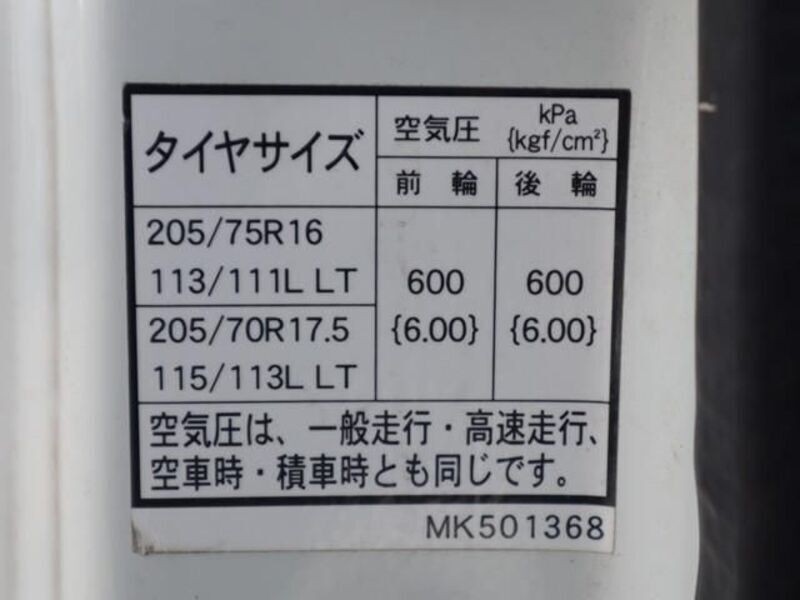 タイヤサイズ
空気圧 kPa {kgf/cm²}
前輪 後輪
205/75R16
113/111L LT
205/70R17.5
115/113L LT
600 600
{6.00} {6.00}
空気圧は、一般走行・高速走行、
空車時・積車時とも同じです。
MK501368